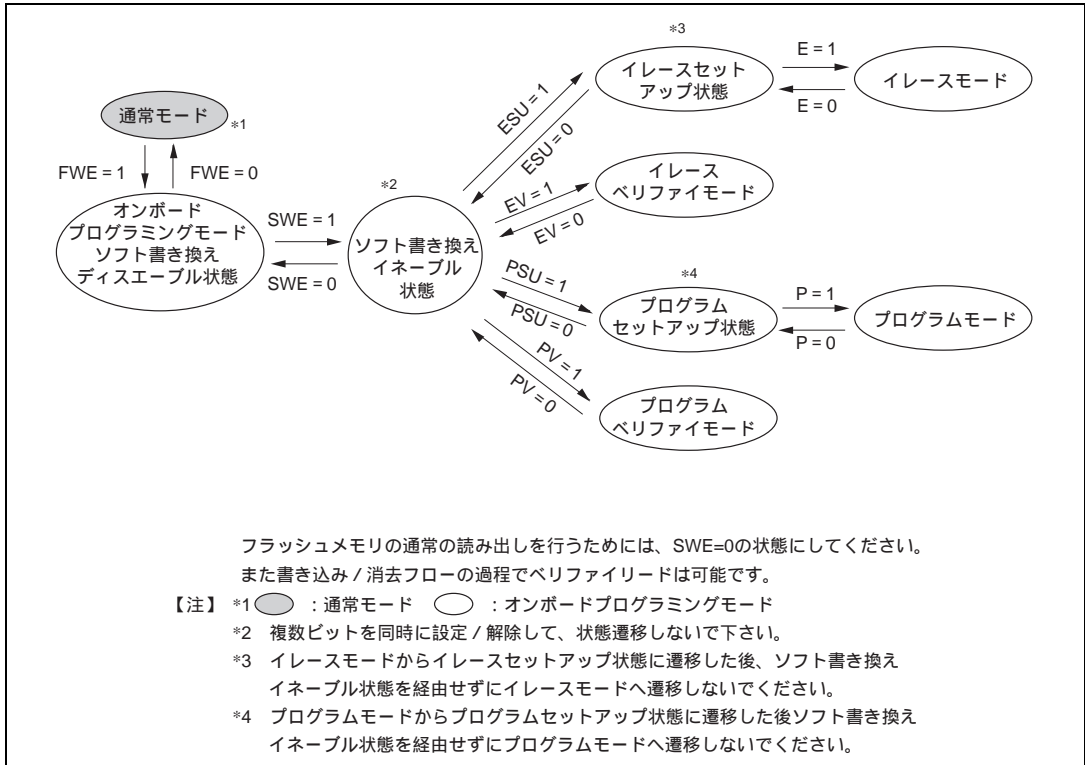 *3
イレースセット
アップ状態
E = 1
E = 0
イレースモード
通常モード
*1
ESU = 1
ESU = 0
FWE = 1
FWE = 0
*2
EV = 1
EV = 0
イレース
ベリファイモード
オンボード
プログラミングモード
ソフト書き換え
ディスエーブル状態
SWE = 1
SWE = 0
ソフト書き換え
イネーブル
状態
PSU = 1
PSU = 0
*4
プログラム
セットアップ状態
P = 1
P = 0
プログラムモード
PV = 1
PV = 0
プログラム
ベリファイモード
フラッシュメモリの通常の読み出しを行うためには、SWE=0の状態にしてください。
また書き込み / 消去フローの過程でベリファイリードは可能です。
【注】 *1 : 通常モード : オンボードプログラミングモード
*2 複数ビットを同時に設定 / 解除して、状態遷移しないで下さい。
*3 イレースモードからイレースセットアップ状態に遷移した後、ソフト書き換え
イネーブル状態を経由せずにイレースモードへ遷移しないでください。
*4 プログラムモードからプログラムセットアップ状態に遷移した後ソフト書き換え
イネーブル状態を経由せずにプログラムモードへ遷移しないでください。